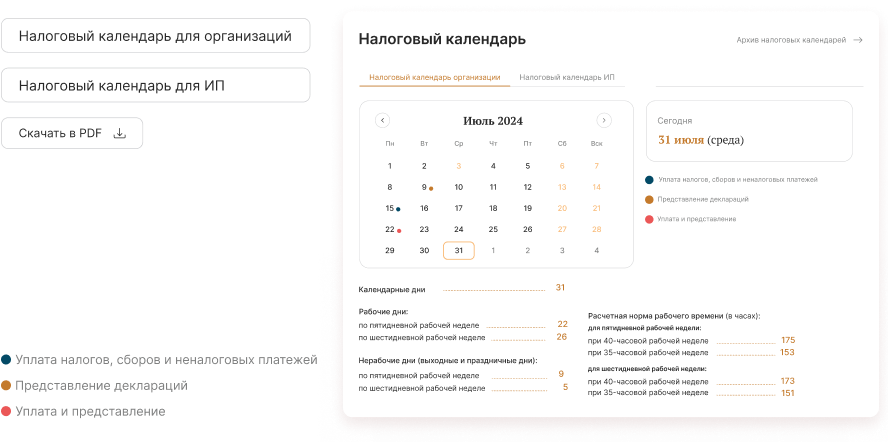 Налоговый календарь для организаций
Налоговый календарь для ИП
Скачать в PDF
Уплата налогов, сборов и неналоговых платежей
Представление деклараций
Уплата и представление
Налоговый календарь
Архив налоговых календарей
Налоговый календарь организации Налоговый календарь ИП
Июль 2024
Пн Вт Ср Чт Пт Сб Вск
1 2 3 4 5 6 7
8 9 10 11 12 13 14
15 16 17 18 19 20 21
22 23 24 25 26 27 28
29 30 31 1 2 3 4
Сегодня
31 июля (среда)
Уплата налогов, сборов и неналоговых платежей
Представление деклараций
Уплата и представление
Календарные дни 31
Рабочие дни:
по пятидневной рабочей неделе 22
по шестидневной рабочей неделе 26
Нерабочие дни (выходные и праздничные дни):
по пятидневной рабочей неделе 9
по шестидневной рабочей неделе 5
Расчетная норма рабочего времени (в часах):
для пятидневной рабочей недели:
при 40-часовой рабочей неделе 175
при 35-часовой рабочей неделе 153
для шестидневной рабочей недели:
при 40-часовой рабочей неделе 173
при 35-часовой рабочей неделе 151